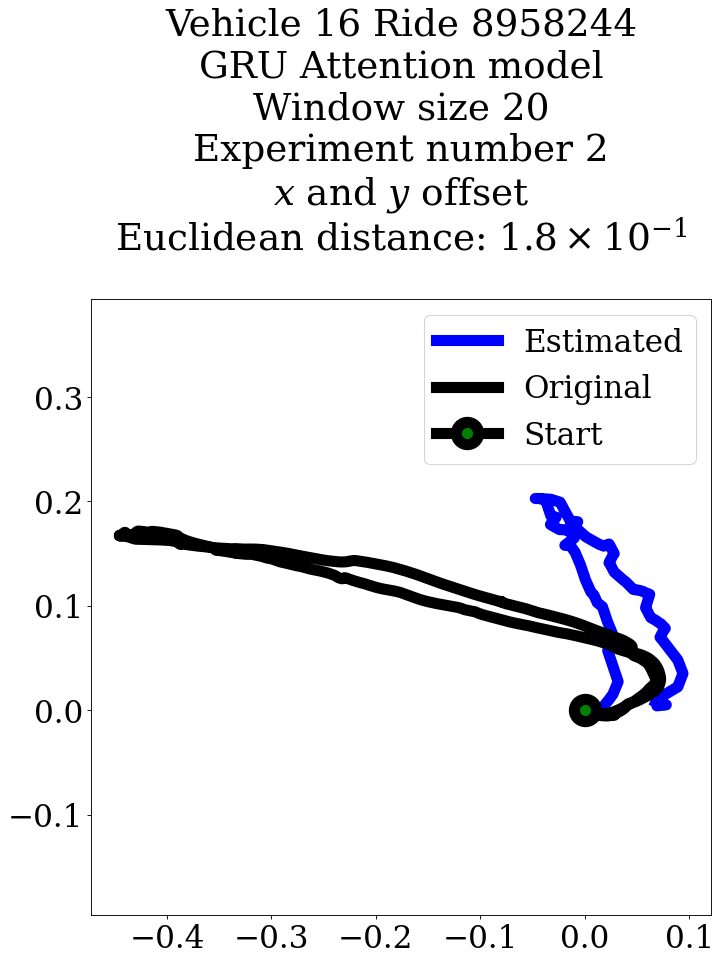 Vehicle 16 Ride 8958244
GRU Attention model
Window size 20
Experiment number 2
x and y offset
Euclidean distance: 1.8 × 10⁻¹
Estimated
Original
Start
0.3
0.2
0.1
0.0
−0.1
−0.4 −0.3 −0.2 −0.1 0.0 0.1